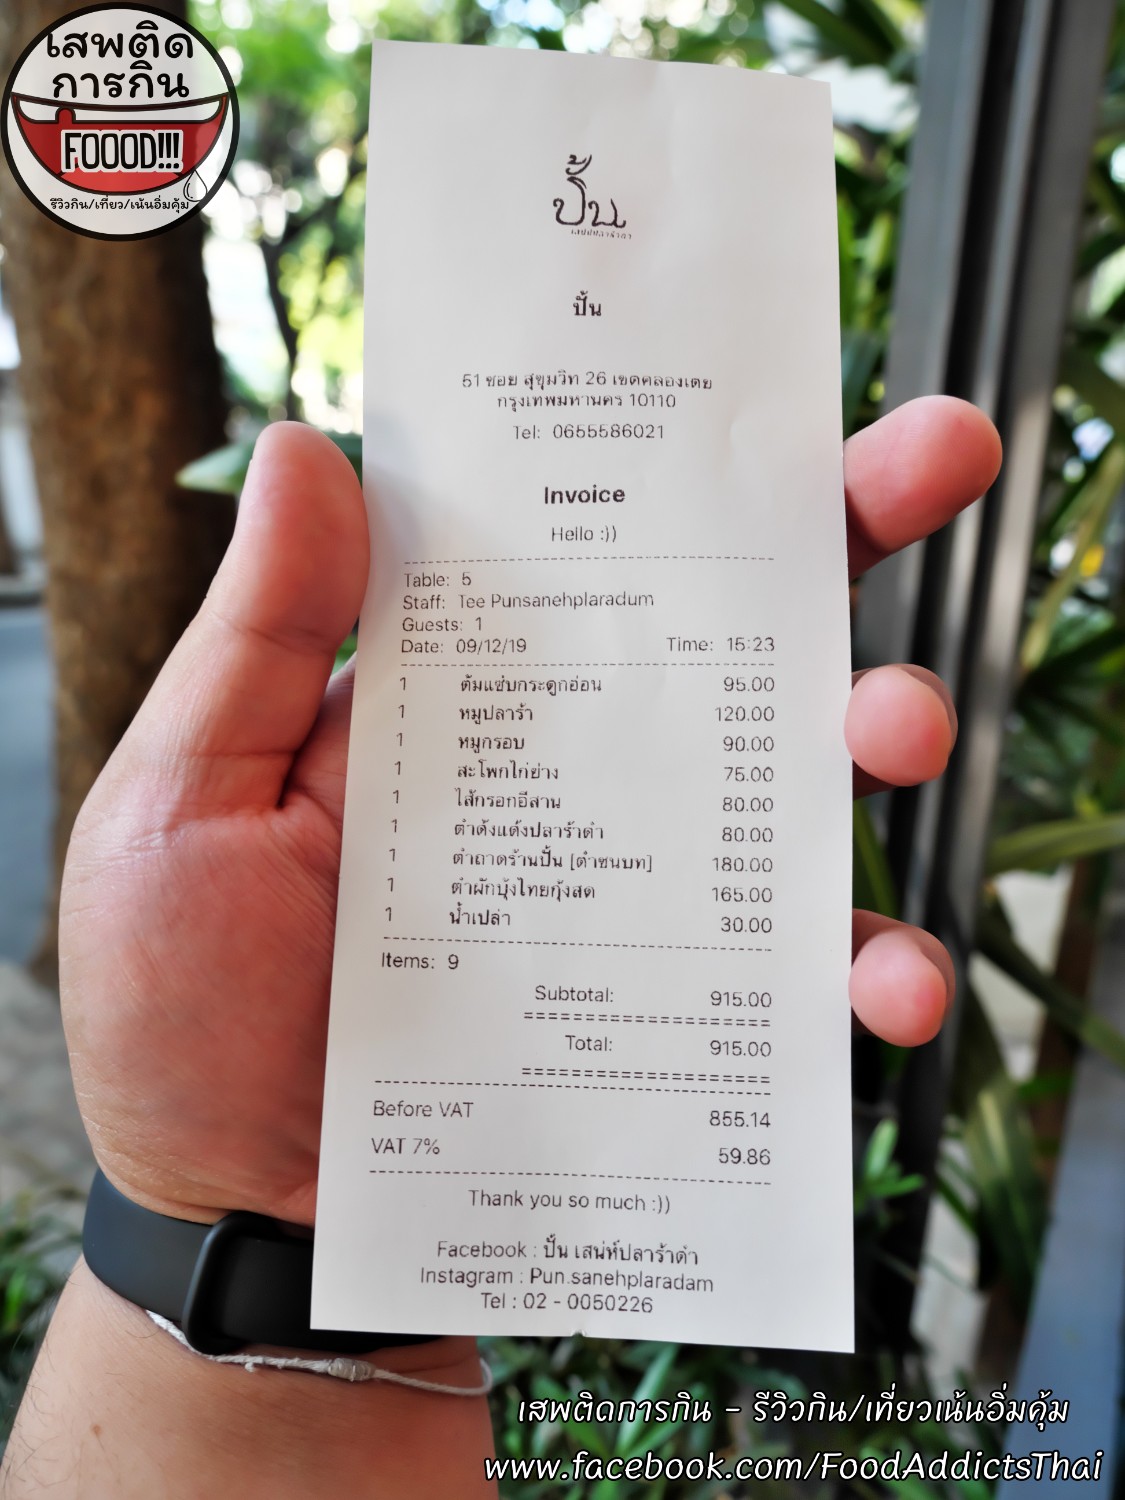 เสพติด
การกิน
FOOOD!!!
รีวิวกิน/เที่ยว/เน้นอิ่มคุ้ม
ปั้น
ปั้น
51 ซอย สุขุมวิท 26 เขตคลองเตย
กรุงเทพมหานคร 10110
Tel: 0655586021
Invoice
Hello :))
Table: 5
Staff: Tee Punsanehplaradum
Guests: 1
Date: 09/12/19 Time: 15:23
1 ต้มแซ่บกระดูกอ่อน 95.00
1 หมูปลาร้า 120.00
1 หมูกรอบ 90.00
1 สะโพกไก่ย่าง 75.00
1 ไส้กรอกอีสาน 80.00
1 ตำด๋งแด๋งปลาร้าดำ 80.00
1 ตำถาดร้านปั้น [ตำซนบท] 180.00
1 ตำผักบุ้งไทยกุ้งสด 165.00
1 น้ำเปล่า 30.00
Items: 9
Subtotal: 915.00
====================
Total: 915.00
====================
Before VAT 855.14
VAT 7% 59.86
Thank you so much :))
Facebook : ปั้น เสน่ห์ปลาร้าดำ
Instagram : Pun.sanehplaradam
Tel : 02 - 0050226
เสพติดการกิน - รีวิวกิน/เที่ยวเน้นอิ่มคุ้ม
www.facebook.com/FoodAddictsThai